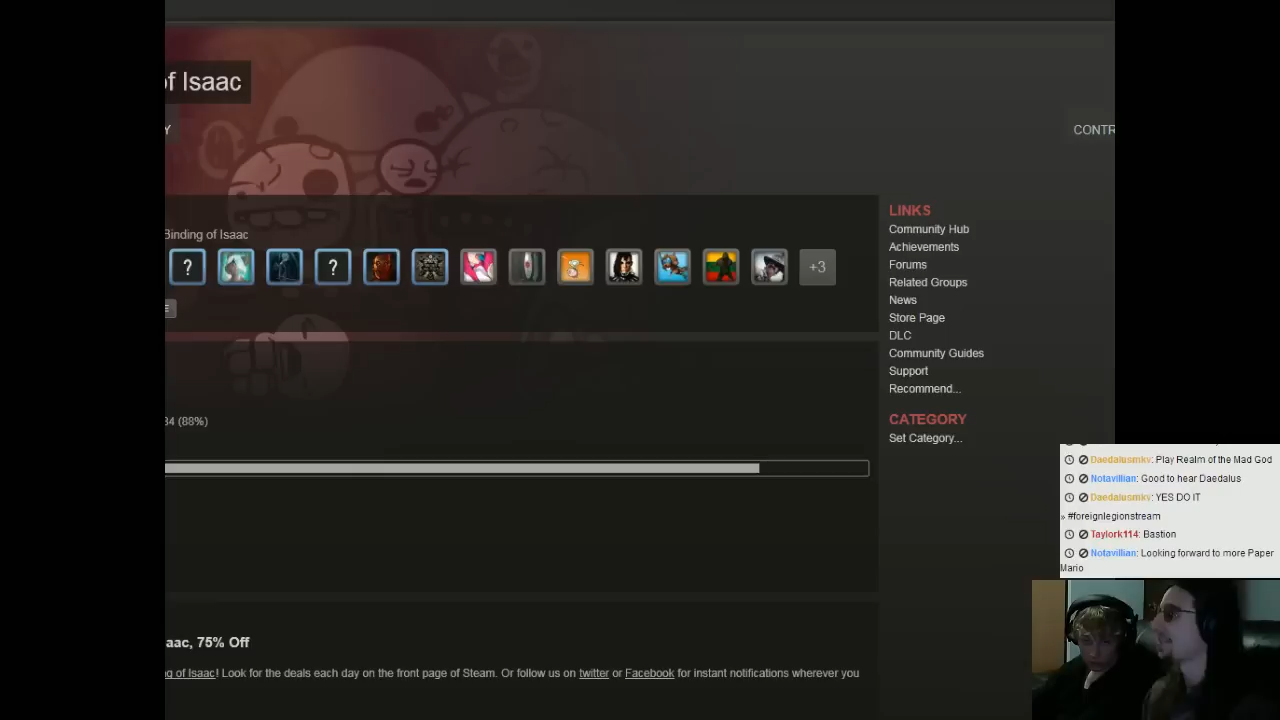 of Isaac
Y
CONTR
Binding of Isaac
? ?
+3
E
34 (88%)
LINKS
Community Hub
Achievements
Forums
Related Groups
News
Store Page
DLC
Community Guides
Support
Recommend...
CATEGORY
Set Category...
aac, 75% Off
ng of Isaac! Look for the deals each day on the front page of Steam. Or follow us on twitter or Facebook for instant notifications wherever you
Daedalusmkv: Play Realm of the Mad God
Notavillian: Good to hear Daedalus
Daedalusmkv: YES DO IT
» #foreignlegionstream
Taylork114: Bastion
Notavillian: Looking forward to more Paper
Mario